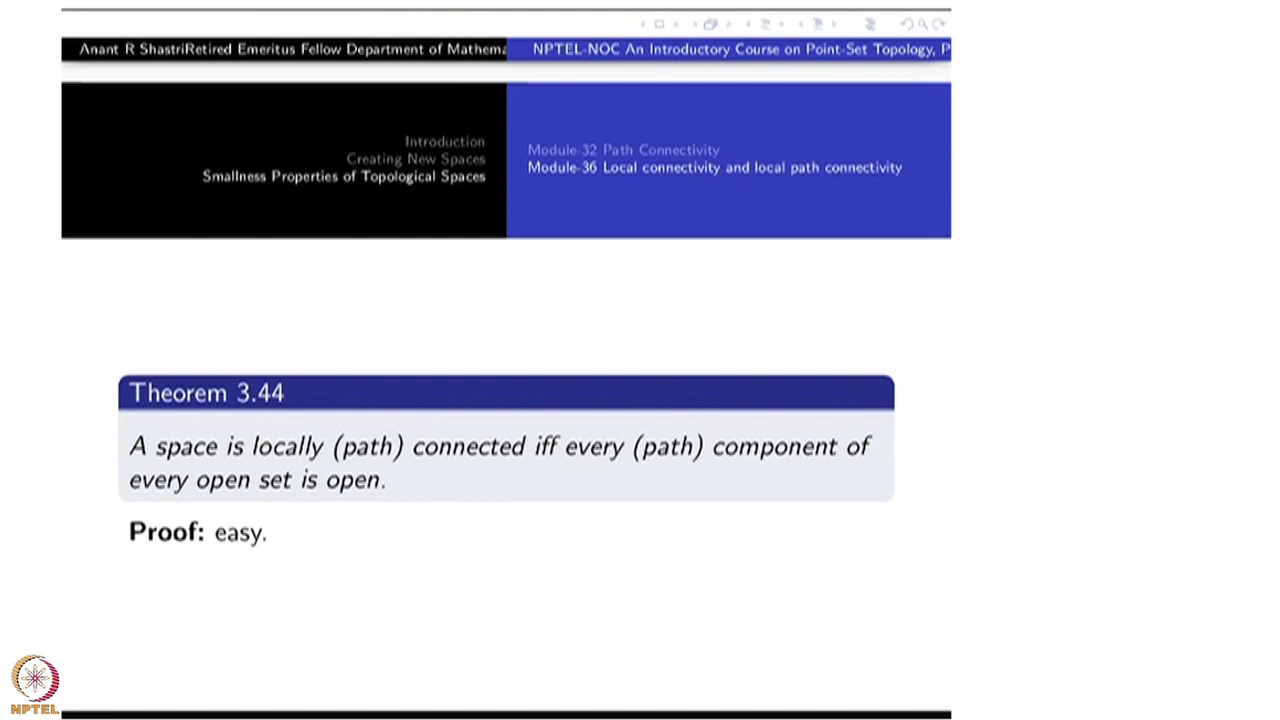 Anant R ShastriRetired Emeritus Fellow Department of Mathema
NPTEL-NOC An Introductory Course on Point-Set Topology, P
Introduction
Creating New Spaces
Smallness Properties of Topological Spaces
Module-32 Path Connectivity
Module-36 Local connectivity and local path connectivity
Theorem 3.44
A space is locally (path) connected iff every (path) component of
every open set is open.
Proof: easy.
NPTEL